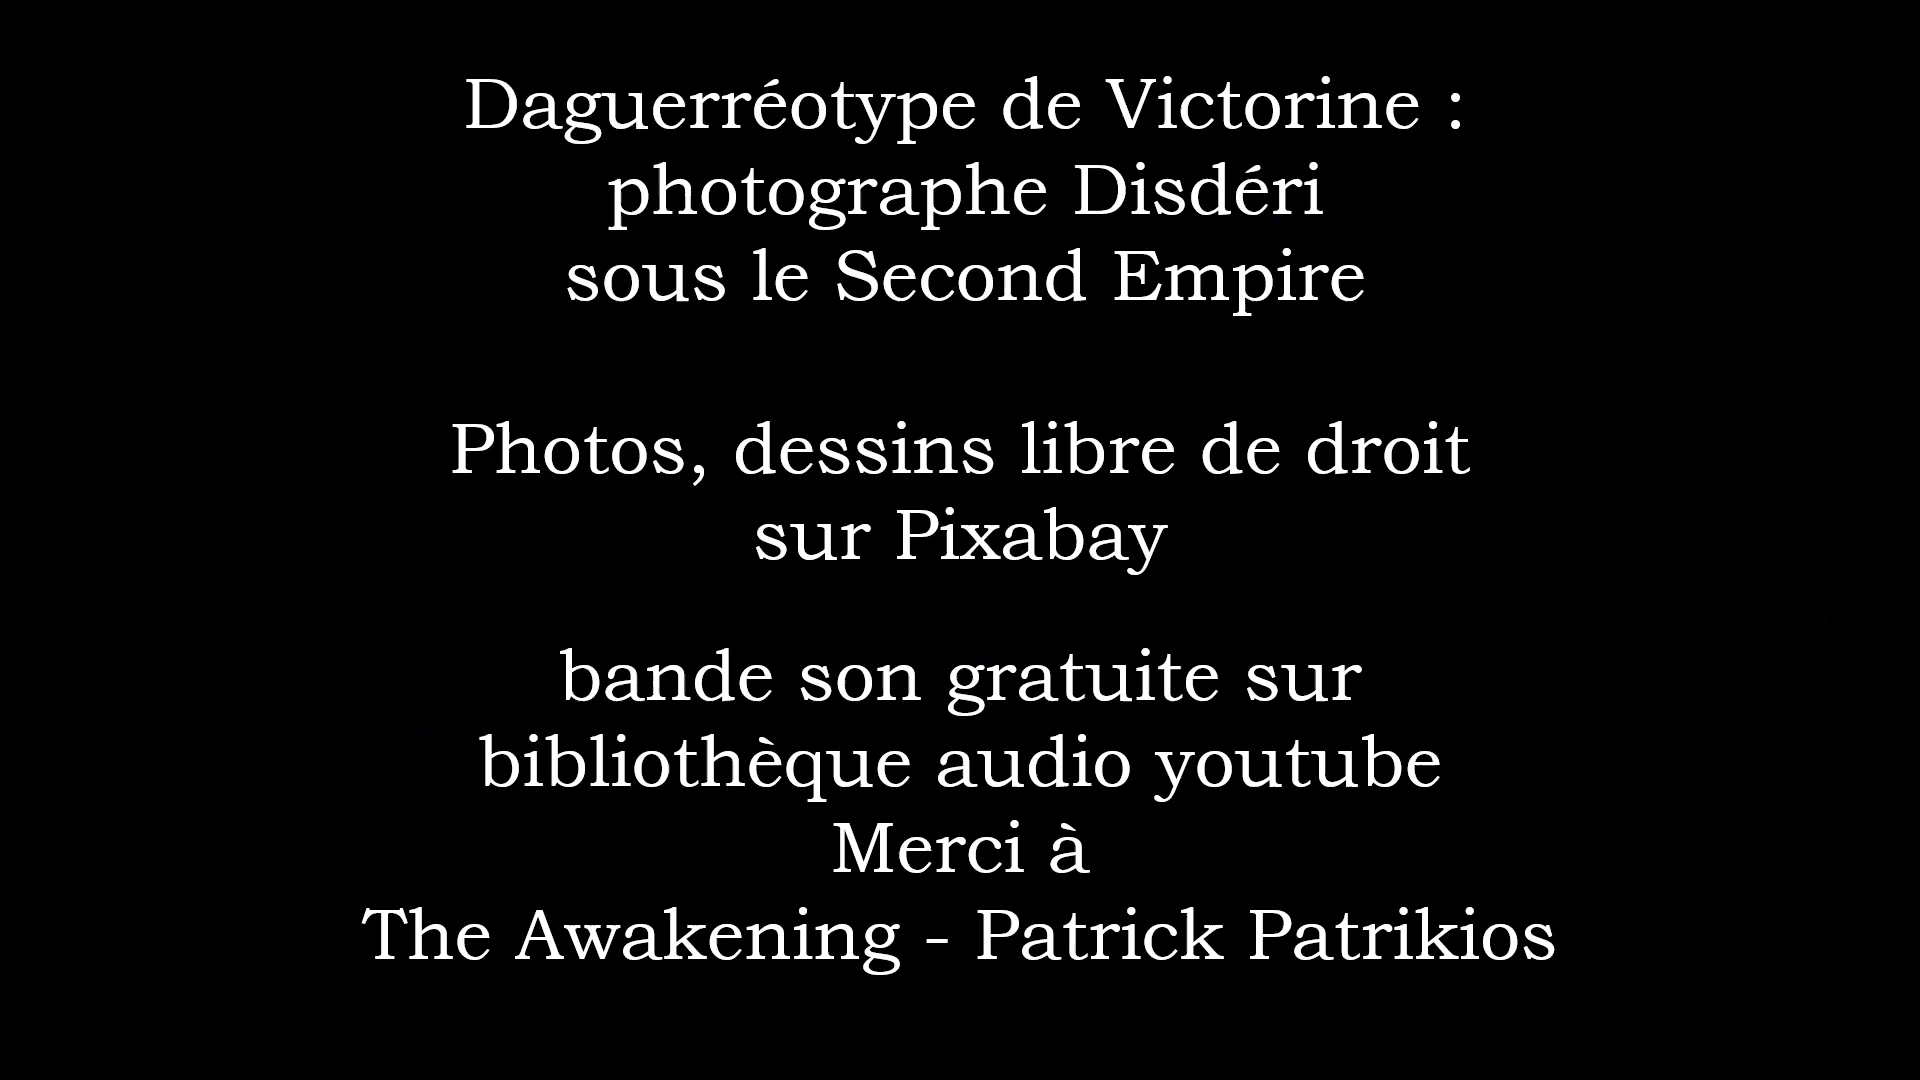 Daguerréotype de Victorine :
photographe Disdéri
sous le Second Empire
Photos, dessins libre de droit
sur Pixabay
bande son gratuite sur
bibliothèque audio youtube
Merci à
The Awakening - Patrick Patrikios